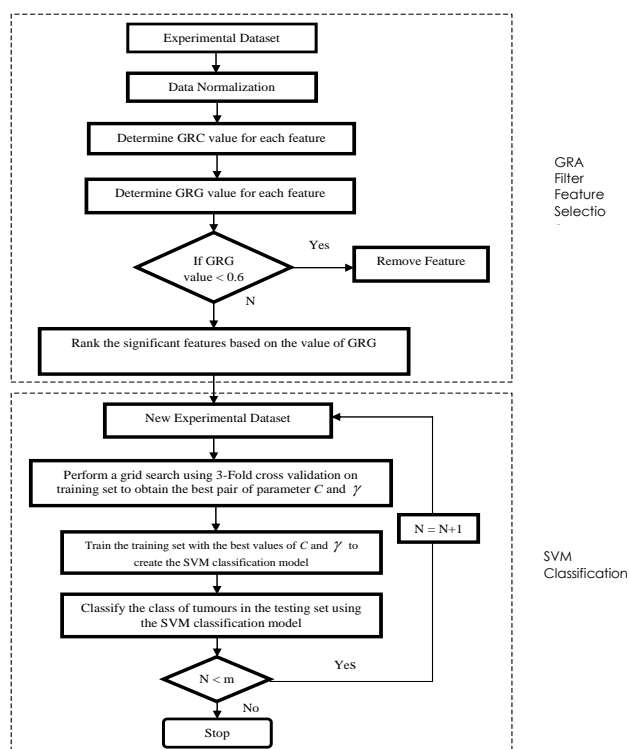 Experimental Dataset
Data Normalization
Determine GRC value for each feature
Determine GRG value for each feature
If GRG
value < 0.6
Yes
Remove Feature
N
Rank the significant features based on the value of GRG
GRA
Filter
Feature
Selectio
New Experimental Dataset
Perform a grid search using 3-Fold cross validation on
training set to obtain the best pair of parameter C and γ
N = N+1
Train the training set with the best values of C and γ to
create the SVM classification model
Classify the class of tumours in the testing set using
the SVM classification model
SVM
Classification
N < m
Yes
No
Stop